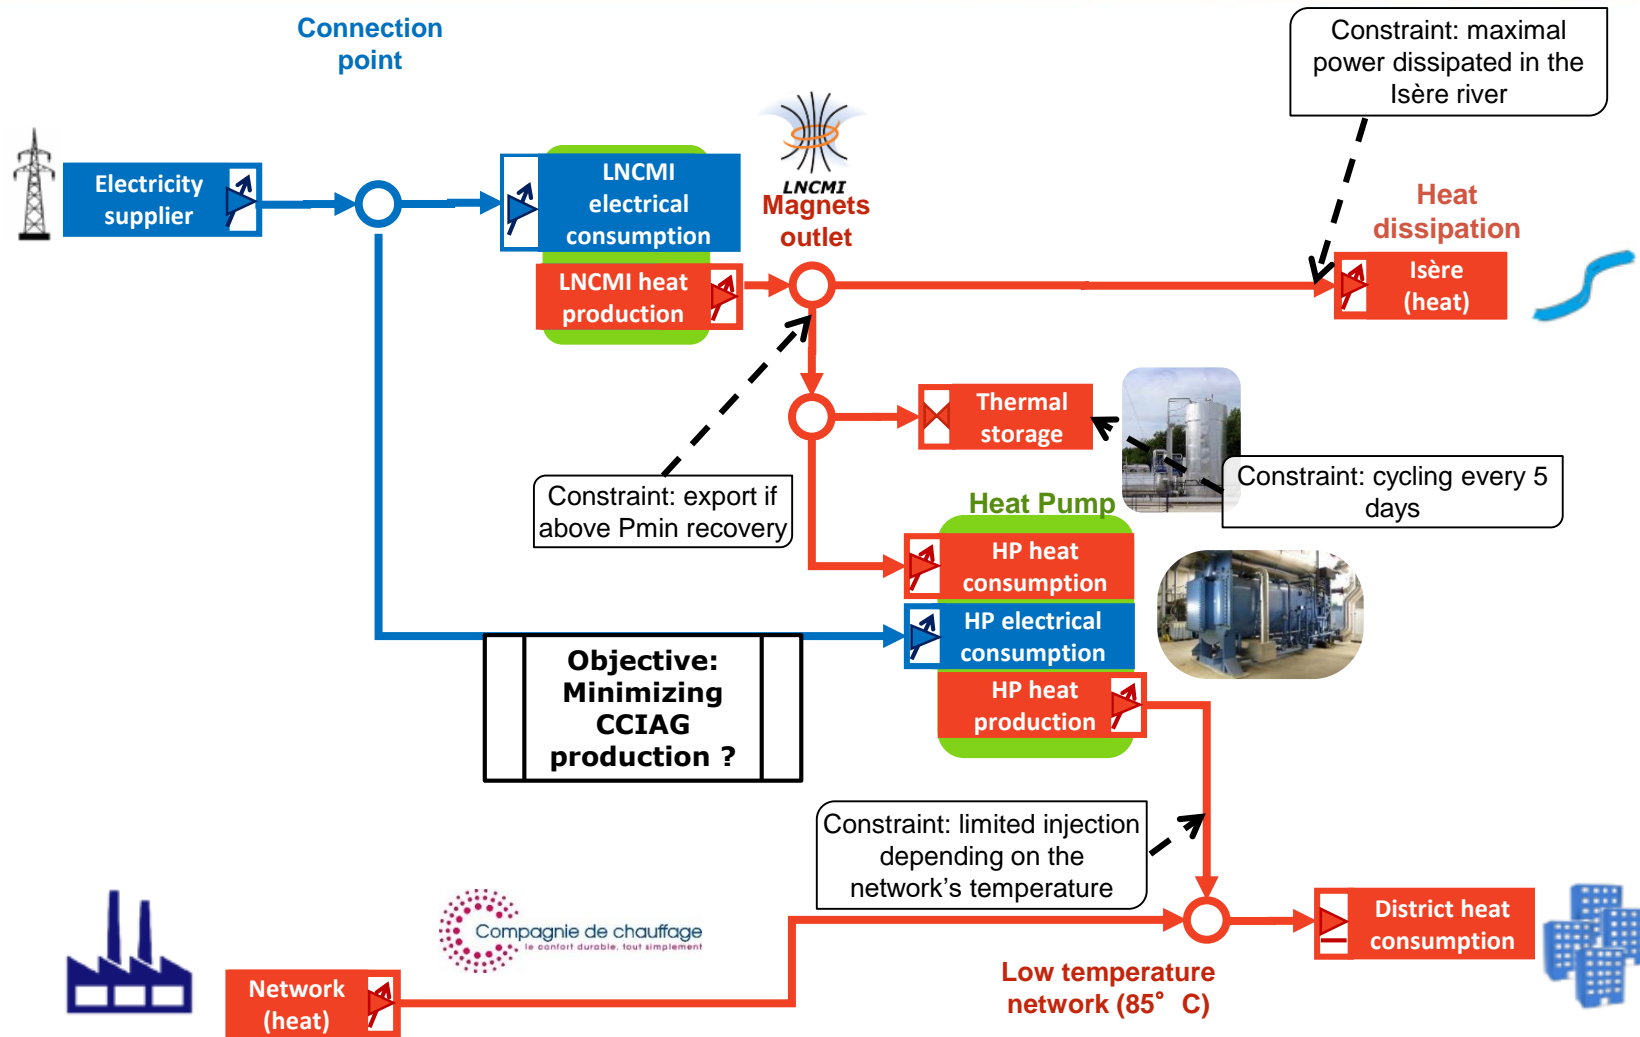 Connection
point
Constraint: maximal
power dissipated in the
Isère river
Electricity
supplier
LNCMI
electrical
consumption
LNCMI
Magnets
outlet
Heat
dissipation
LNCMI heat
production
Isère
(heat)
Thermal
storage
Constraint: export if
above Pmin recovery
Constraint: cycling every 5
days
Heat Pump
HP heat
consumption
HP electrical
consumption
HP heat
production
Objective:
Minimizing
CCIAG
production ?
Constraint: limited injection
depending on the
network's temperature
Compagnie de chauffage
le confort durable, tout simplement
District heat
consumption
Low temperature
network (85° C)
Network
(heat)